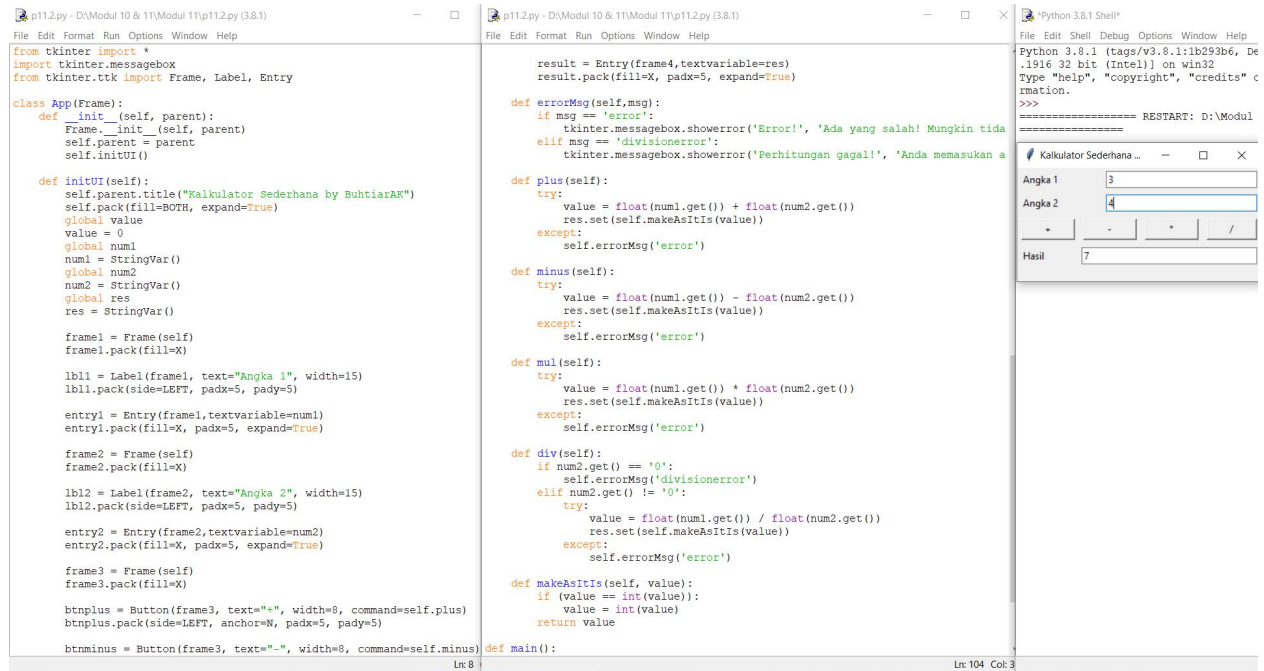 p11.2.py - D:\Modul 10 & 11\Modul 11\p11.2.py (3.8.1)
File Edit Format Run Options Window Help
from tkinter import *
import tkinter.messagebox
from tkinter.ttk import Frame, Label, Entry
class App(Frame):
    def __init__(self, parent):
        Frame.__init__(self, parent)
        self.parent = parent
        self.initUI()
    def initUI(self):
        self.parent.title("Kalkulator Sederhana by BuhtiarAK")
        self.pack(fill=BOTH, expand=True)
        global value
        value = 0
        global num1
        num1 = StringVar()
        global num2
        num2 = StringVar()
        global res
        res = StringVar()
        frame1 = Frame(self)
        frame1.pack(fill=X)
        lbl1 = Label(frame1, text="Angka 1", width=15)
        lbl1.pack(side=LEFT, padx=5, pady=5)
        entry1 = Entry(frame1,textvariable=num1)
        entry1.pack(fill=X, padx=5, expand=True)
        frame2 = Frame(self)
        frame2.pack(fill=X)
        lbl2 = Label(frame2, text="Angka 2", width=15)
        lbl2.pack(side=LEFT, padx=5, pady=5)
        entry2 = Entry(frame2,textvariable=num2)
        entry2.pack(fill=X, padx=5, expand=True)
        frame3 = Frame(self)
        frame3.pack(fill=X)
        btnplus = Button(frame3, text="+", width=8, command=self.plus)
        btnplus.pack(side=LEFT, anchor=N, padx=5, pady=5)
        btnminus = Button(frame3, text="-", width=8, command=self.minus)
Ln: 8
p11.2.py - D:\Modul 10 & 11\Modul 11\p11.2.py (3.8.1)
File Edit Format Run Options Window Help
        result = Entry(frame4,textvariable=res)
        result.pack(fill=X, padx=5, expand=True)
    def errorMsg(self,msg):
        if msg == 'error':
            tkinter.messagebox.showerror('Error!', 'Ada yang salah! Mungkin tida
        elif msg == 'divisionerror':
            tkinter.messagebox.showerror('Perhitungan gagal!', 'Anda memasukan a
    def plus(self):
        try:
            value = float(num1.get()) + float(num2.get())
            res.set(self.makeAsItIs(value))
        except:
            self.errorMsg('error')
    def minus(self):
        try:
            value = float(num1.get()) - float(num2.get())
            res.set(self.makeAsItIs(value))
        except:
            self.errorMsg('error')
    def mul(self):
        try:
            value = float(num1.get()) * float(num2.get())
            res.set(self.makeAsItIs(value))
        except:
            self.errorMsg('error')
    def div(self):
        if num2.get() == '0':
            self.errorMsg('divisionerror')
        elif num2.get() != '0':
            try:
                value = float(num1.get()) / float(num2.get())
                res.set(self.makeAsItIs(value))
            except:
                self.errorMsg('error')
    def makeAsItIs(self, value):
        if (value == int(value)):
            value = int(value)
        return value
def main():
Ln: 104 Col: 3
*Python 3.8.1 Shell*
File Edit Shell Debug Options Window Help
Python 3.8.1 (tags/v3.8.1:1b293b6, De
.1916 32 bit (Intel)] on win32
Type "help", "copyright", "credits" o
rmation.
>>>
================== RESTART: D:\Modul
================
Kalkulator Sederhana ...
Angka 1 3
Angka 2 4
+ - * /
Hasil 7